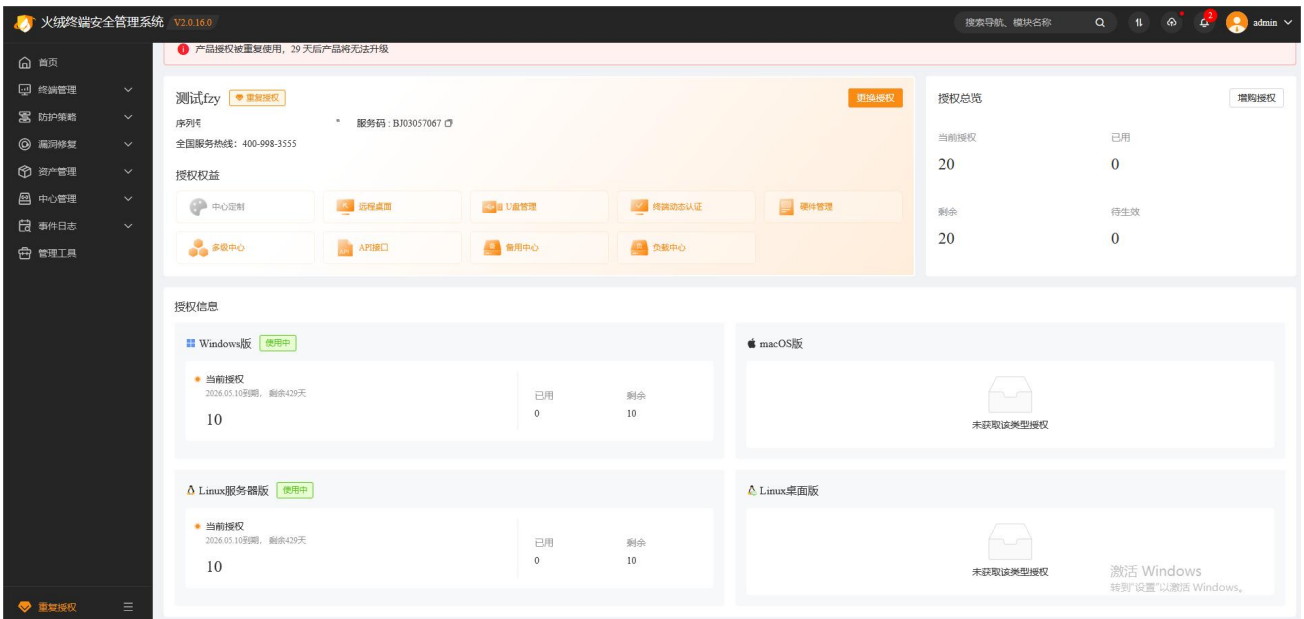 火绒终端安全管理系统 V2.0.16.0
搜索导航、模块名称
2
admin
首页
终端管理
防护策略
漏洞修复
资产管理
中心管理
事件日志
管理工具
重复授权
产品授权被重复使用，29 天后产品将无法升级
测试fzy 重复授权
更换授权
序列号
服务码 : BJ03057067
全国服务热线：400-998-3555
授权权益
中心定制
远程桌面
U盘管理
终端动态认证
硬件管理
多级中心
API接口
备用中心
负载中心
授权总览
增购授权
当前授权 已用
20 0
剩余 待生效
20 0
授权信息
Windows版 使用中
当前授权
2026.05.10到期， 剩余429天
10
已用 剩余
0 10
macOS版
未获取该类型授权
Linux服务器版 使用中
当前授权
2026.05.10到期， 剩余429天
10
已用 剩余
0 10
Linux桌面版
未获取该类型授权
激活 Windows
转到"设置"以激活 Windows。